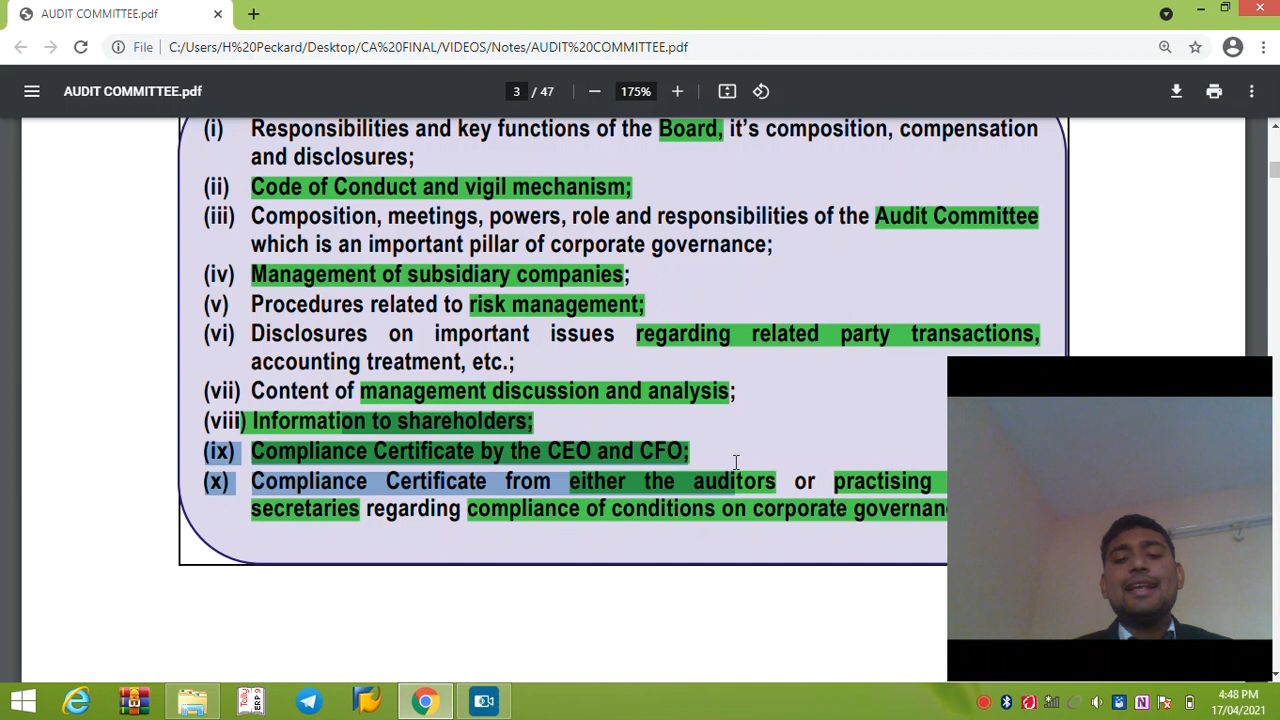 AUDIT COMMITTEE.pdf
File C:/Users/H%20Peckard/Desktop/CA%20FINAL/VIDEOS/Notes/AUDIT%20COMMITTEE.pdf
AUDIT COMMITTEE.pdf 3 / 47 175%
(i) Responsibilities and key functions of the Board, it's composition, compensation
and disclosures;
(ii) Code of Conduct and vigil mechanism;
(iii) Composition, meetings, powers, role and responsibilities of the Audit Committee
which is an important pillar of corporate governance;
(iv) Management of subsidiary companies;
(v) Procedures related to risk management;
(vi) Disclosures on important issues regarding related party transactions,
accounting treatment, etc.;
(vii) Content of management discussion and analysis;
(viii) Information to shareholders;
(ix) Compliance Certificate by the CEO and CFO;
(x) Compliance Certificate from either the auditors or practising
secretaries regarding compliance of conditions on corporate
Tally
ERP 9
N
4:48 PM
17/04/2021